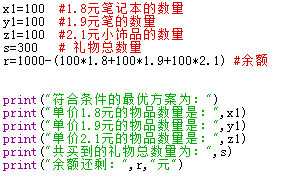 x1=100  #1.8元笔记本的数量
y1=100  #1.9元笔的数量
z1=100  #2.1元小饰品的数量
s=300   # 礼物总数量
r=1000-(100*1.8+100*1.9+100*2.1) #余额
print("符合条件的最优方案为：")
print("单价1.8元的物品数量是：",x1)
print("单价1.9元的物品数量是：",y1)
print("单价2.1元的物品数量是：",z1)
print("共买到的礼物总数量为：",s)
print("余额还剩：",r,"元")